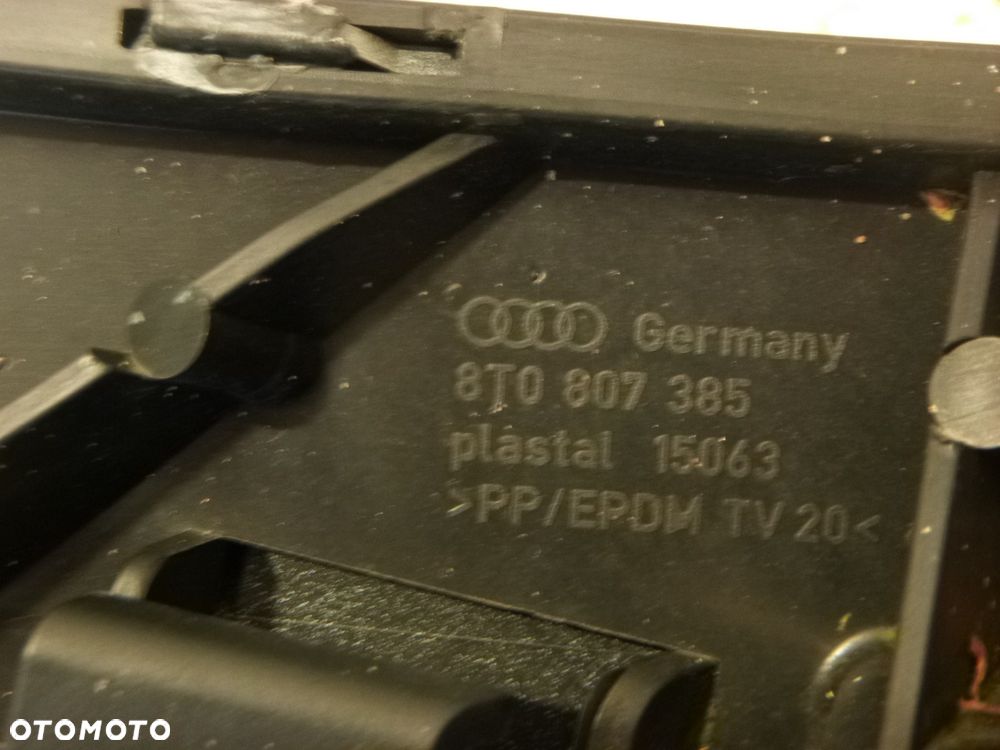 Germany
8T0 807 385
plastal 15063
>PP/EPDM TV 20<
OTOMOTO